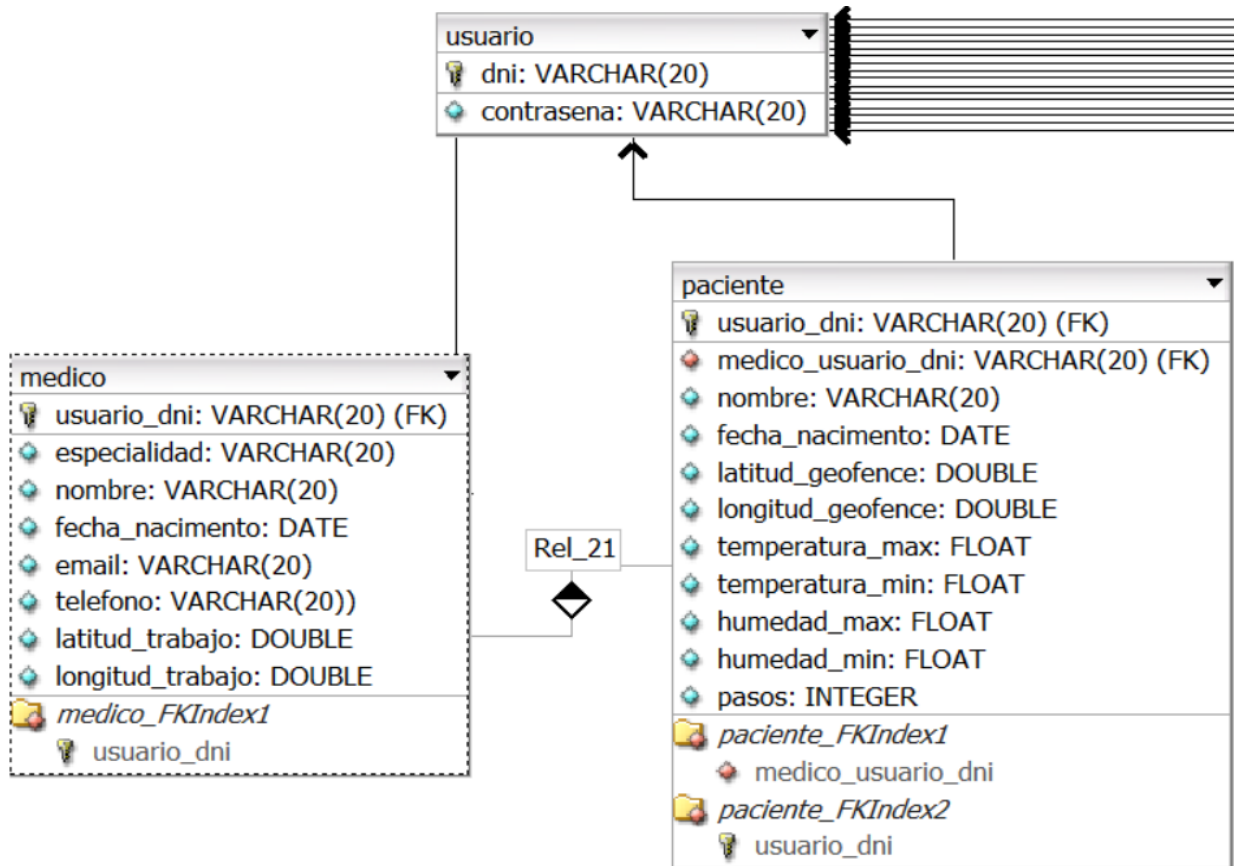 usuario
dni: VARCHAR(20)
contrasena: VARCHAR(20)
medico
usuario_dni: VARCHAR(20) (FK)
especialidad: VARCHAR(20)
nombre: VARCHAR(20)
fecha_nacimento: DATE
email: VARCHAR(20)
telefono: VARCHAR(20))
latitud_trabajo: DOUBLE
longitud_trabajo: DOUBLE
medico_FKIndex1
usuario_dni
Rel_21
paciente
usuario_dni: VARCHAR(20) (FK)
medico_usuario_dni: VARCHAR(20) (FK)
nombre: VARCHAR(20)
fecha_nacimento: DATE
latitud_geofence: DOUBLE
longitud_geofence: DOUBLE
temperatura_max: FLOAT
temperatura_min: FLOAT
humedad_max: FLOAT
humedad_min: FLOAT
pasos: INTEGER
paciente_FKIndex1
medico_usuario_dni
paciente_FKIndex2
usuario_dni